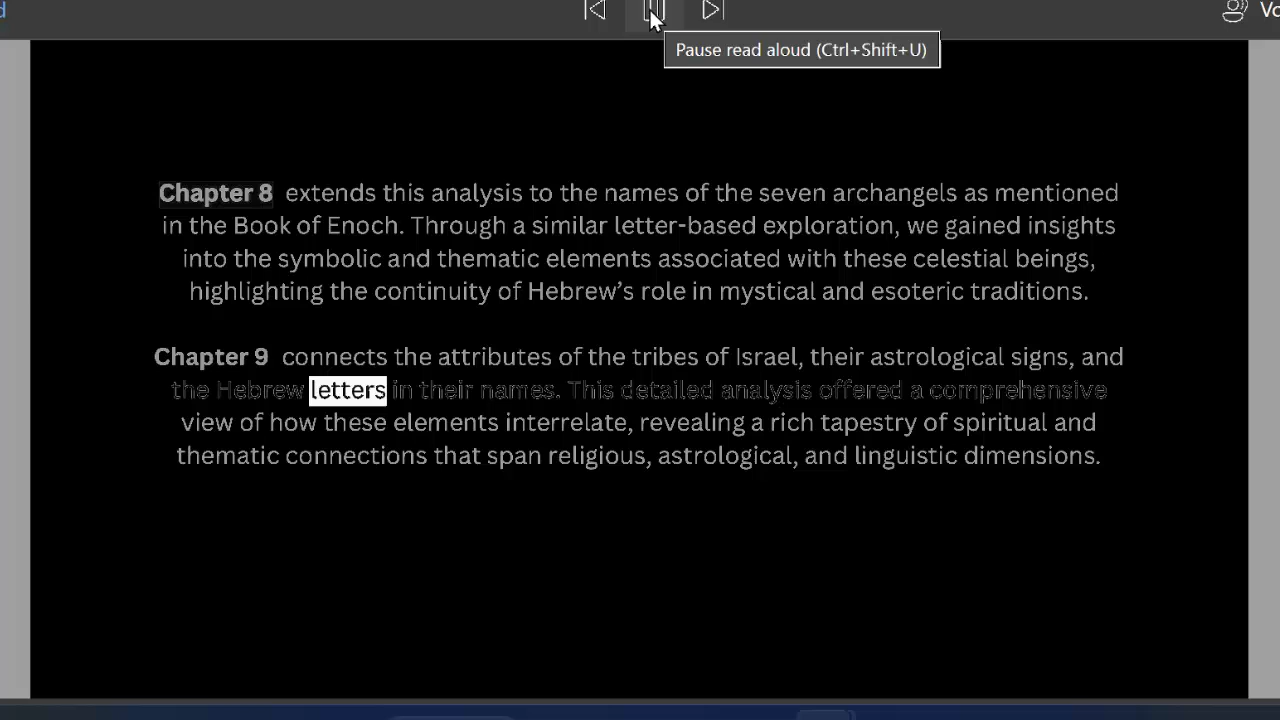 Vo
Pause read aloud (Ctrl+Shift+U)
Chapter 8 extends this analysis to the names of the seven archangels as mentioned
in the Book of Enoch. Through a similar letter-based exploration, we gained insights
into the symbolic and thematic elements associated with these celestial beings,
highlighting the continuity of Hebrew’s role in mystical and esoteric traditions.
Chapter 9 connects the attributes of the tribes of Israel, their astrological signs, and
the Hebrew letters in their names. This detailed analysis offered a comprehensive
view of how these elements interrelate, revealing a rich tapestry of spiritual and
thematic connections that span religious, astrological, and linguistic dimensions.